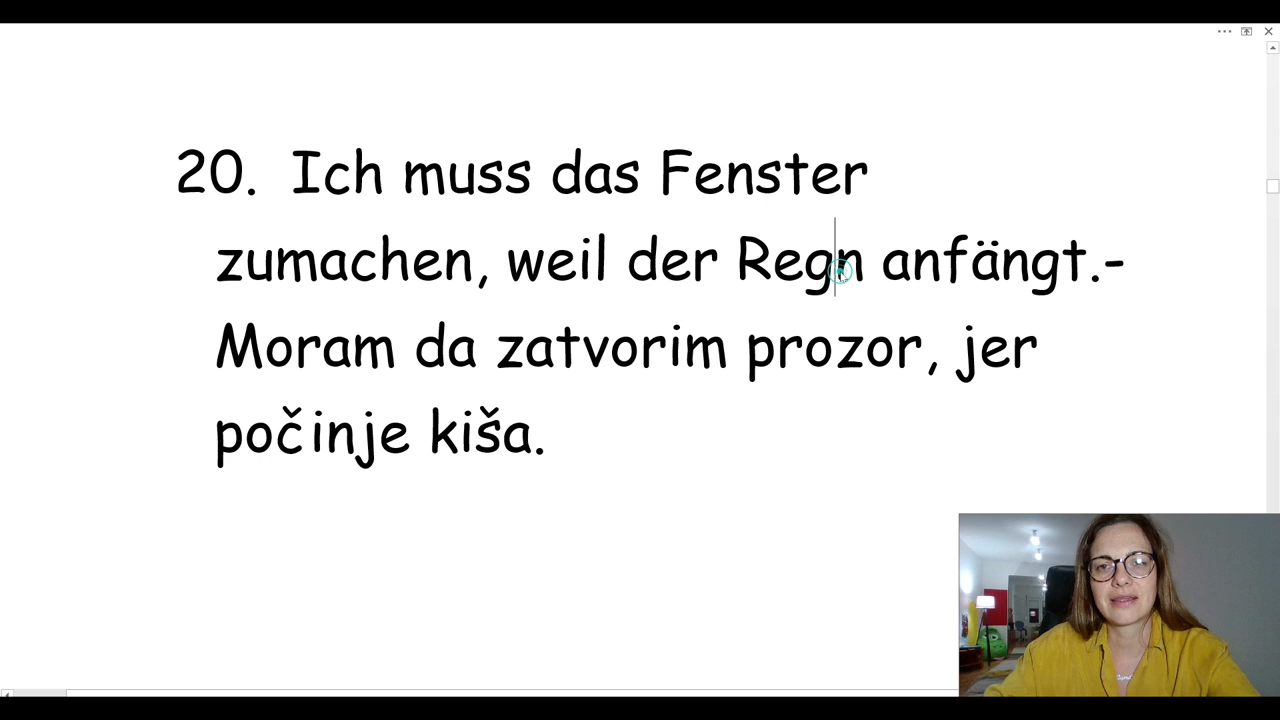 20. Ich muss das Fenster
zumachen, weil der Regn anfängt.-
Moram da zatvorim prozor, jer
počinje kiša.